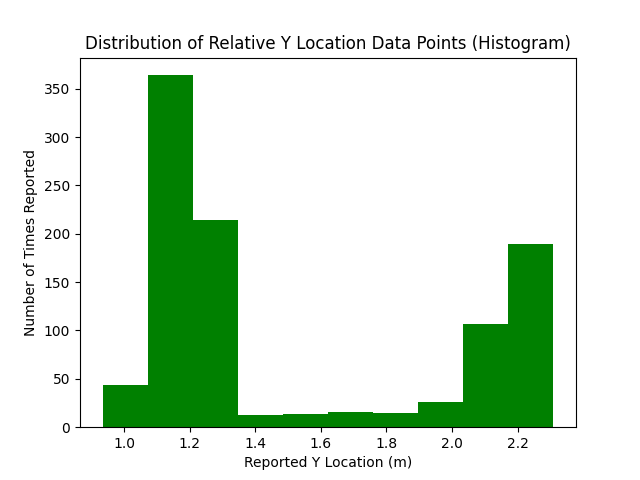 Distribution of Relative Y Location Data Points (Histogram)
350
300
250
200
150
100
50
0
Number of Times Reported
1.0 1.2 1.4 1.6 1.8 2.0 2.2
Reported Y Location (m)